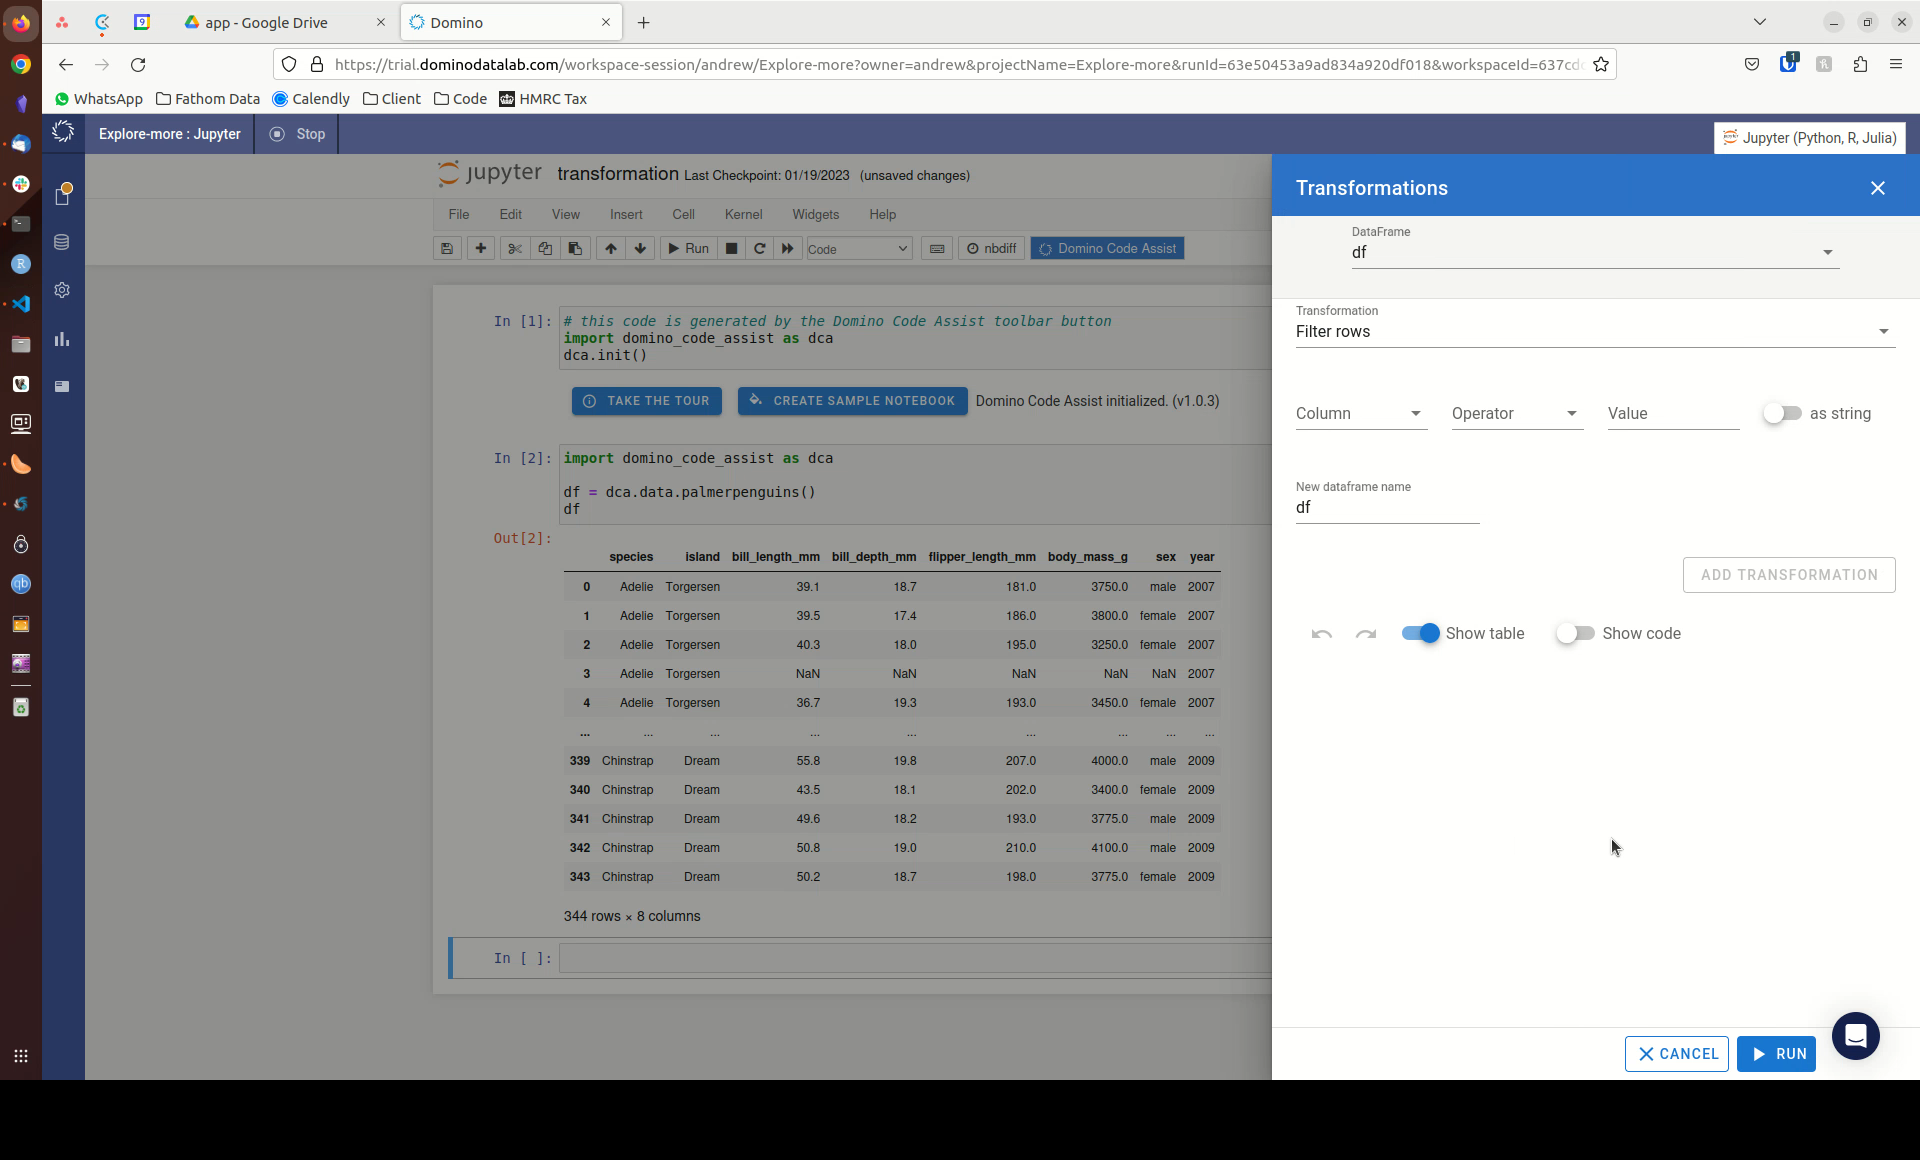 app - Google Drive
Domino
https://trial.dominodatalab.com/workspace-session/andrew/Explore-more?owner=andrew&projectName=Explore-more&runId=63e50453a9ad834a920df018&workspaceId=637cd
WhatsApp Fathom Data Calendly Client Code HMRC Tax
Explore-more : Jupyter Stop
Jupyter (Python, R, Julia)
jupyter transformation Last Checkpoint: 01/19/2023 (unsaved changes)
File Edit View Insert Cell Kernel Widgets Help
Run Code nbdiff Domino Code Assist
In [1]: # this code is generated by the Domino Code Assist toolbar button
import domino_code_assist as dca
dca.init()
TAKE THE TOUR CREATE SAMPLE NOTEBOOK Domino Code Assist initialized. (v1.0.3)
In [2]: import domino_code_assist as dca
df = dca.data.palmerpenguins()
df
Out[2]:
species island bill_length_mm bill_depth_mm flipper_length_mm body_mass_g sex year
0 Adelie Torgersen 39.1 18.7 181.0 3750.0 male 2007
1 Adelie Torgersen 39.5 17.4 186.0 3800.0 female 2007
2 Adelie Torgersen 40.3 18.0 195.0 3250.0 female 2007
3 Adelie Torgersen NaN NaN NaN NaN NaN 2007
4 Adelie Torgersen 36.7 19.3 193.0 3450.0 female 2007
... ... ... ... ... ... ... ... ...
339 Chinstrap Dream 55.8 19.8 207.0 4000.0 male 2009
340 Chinstrap Dream 43.5 18.1 202.0 3400.0 female 2009
341 Chinstrap Dream 49.6 18.2 193.0 3775.0 male 2009
342 Chinstrap Dream 50.8 19.0 210.0 4100.0 male 2009
343 Chinstrap Dream 50.2 18.7 198.0 3775.0 female 2009
344 rows × 8 columns
In [ ]:
Transformations
DataFrame
df
Transformation
Filter rows
Column Operator Value as string
New dataframe name
df
ADD TRANSFORMATION
Show table Show code
CANCEL RUN